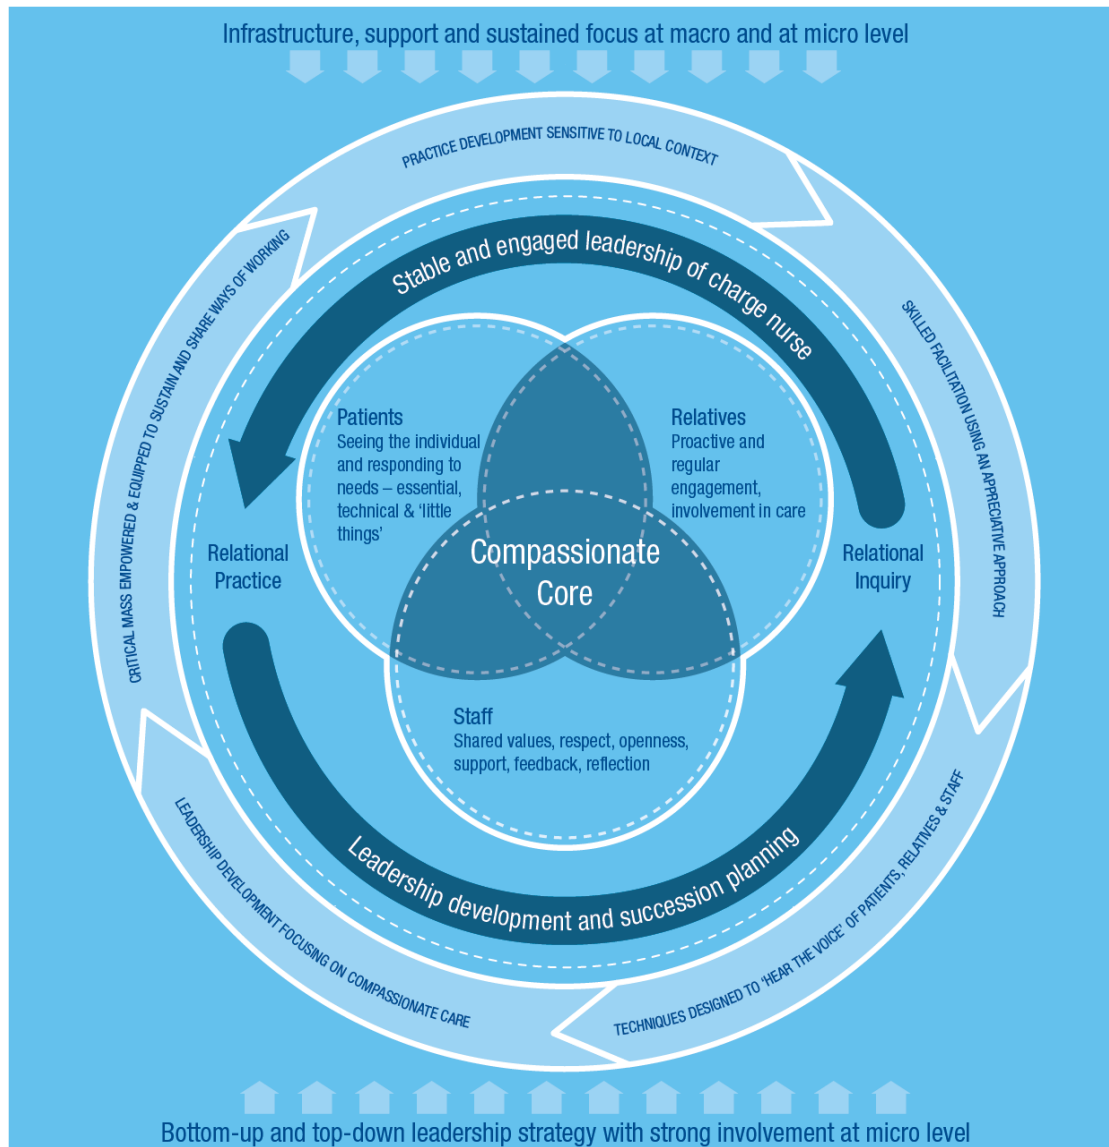 Infrastructure, support and sustained focus at macro and at micro level
PRACTICE DEVELOPMENT SENSITIVE TO LOCAL CONTEXT
SKILLED FACILITATION USING AN APPRECIATIVE APPROACH
TECHNIQUES DESIGNED TO ‘HEAR THE VOICE’ OF PATIENTS, RELATIVES & STAFF
LEADERSHIP DEVELOPMENT FOCUSING ON COMPASSIONATE CARE
CRITICAL MASS EMPOWERED & EQUIPPED TO SUSTAIN AND SHARE WAYS OF WORKING
Stable and engaged leadership of charge nurse
Patients
Seeing the individual
and responding to
needs – essential,
technical & ‘little
things’
Relatives
Proactive and
regular
engagement,
involvement in care
Relational
Practice
Compassionate
Core
Relational
Inquiry
Staff
Shared values, respect, openness,
support, feedback, reflection
Leadership development and succession planning
Bottom-up and top-down leadership strategy with strong involvement at micro level